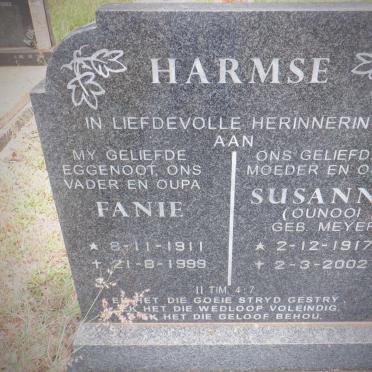 HARMSE
IN LIEFDEVOLLE HERINNERIN
AAN
MY GELIEFDE
EGGENOOT, ONS
VADER EN OUPA
FANIE
★ 8-11-1911
✝ 21-8-1999
ONS GELIEFD
MOEDER EN O
SUSANN
(OUNOOI
GEB. MEYER
★ 2-12-1917
✝ 2-3-2002
II TIM. 4:7
EK HET DIE GOEIE STRYD GESTRY,
EK HET DIE WEDLOOP VOLEINDIG.
EK HET DIE GELOOF BEHOU.